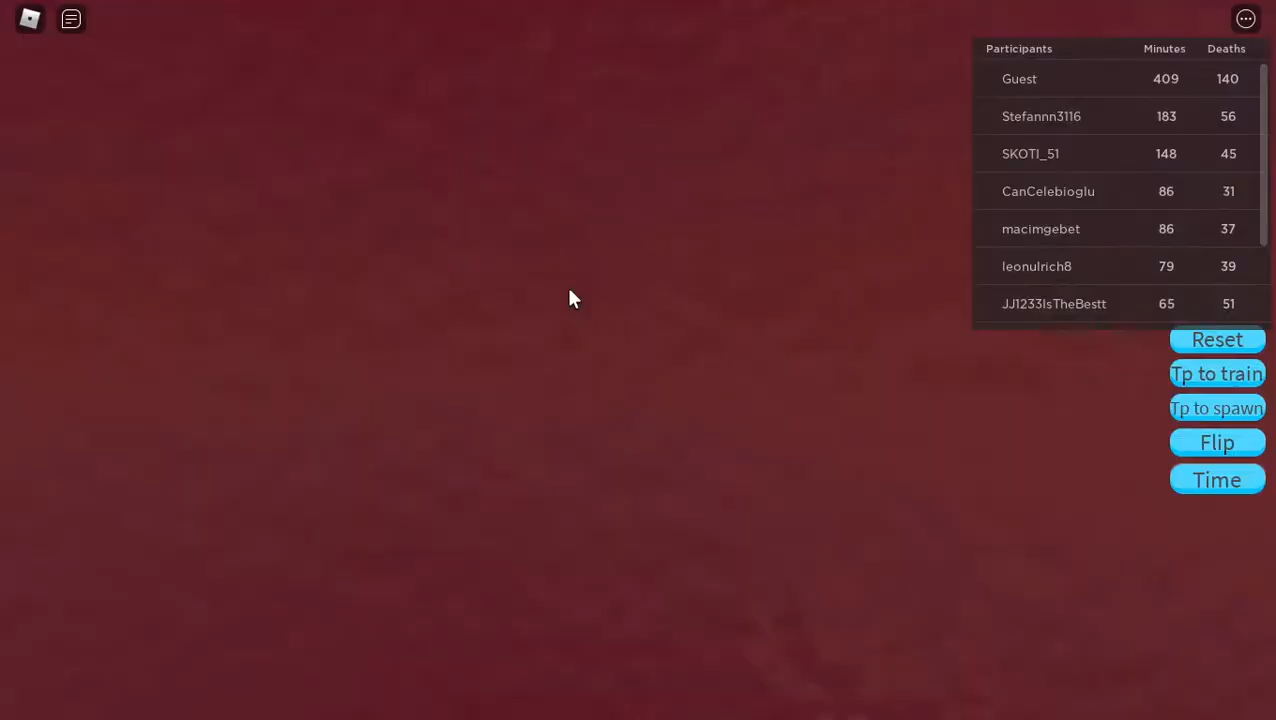 Participants Minutes Deaths
Guest 409 140
Stefannn3116 183 56
SKOTI_51 148 45
CanCelebioglu 86 31
macimgebet 86 37
leonulrich8 79 39
JJ1233IsTheBestt 65 51
Reset
Tp to train
Tp to spawn
Flip
Time